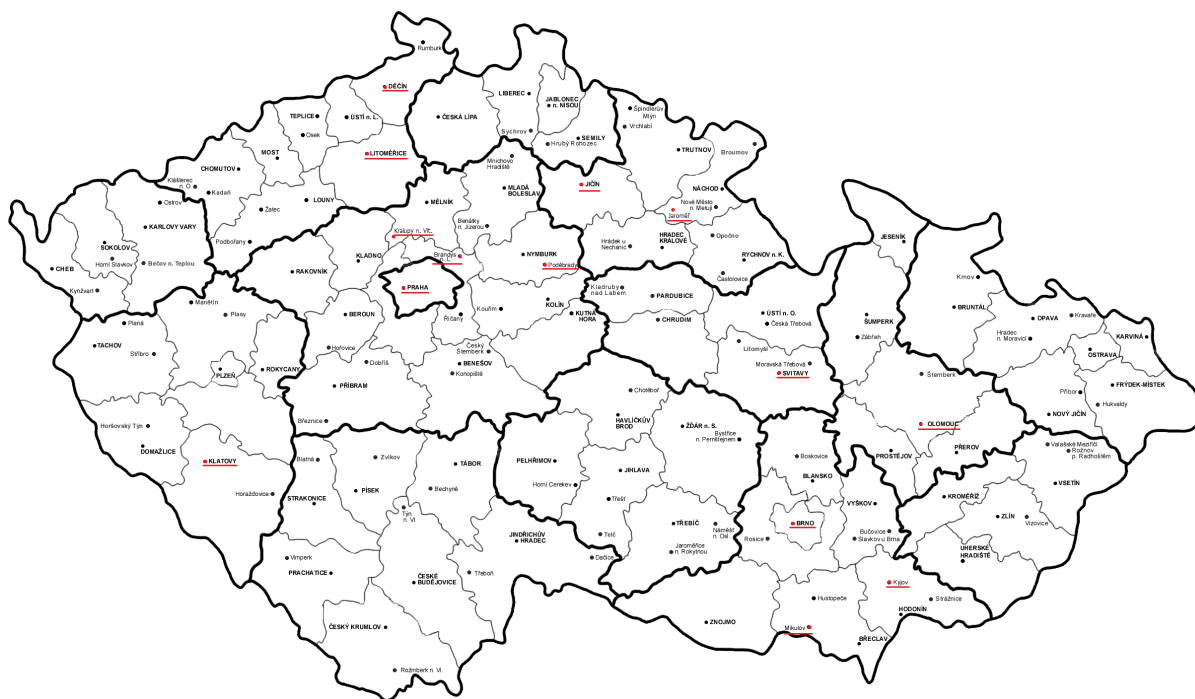 Rumburk
DĚČÍN
LIBEREC
JABLONEC
n. NISOU
TEPLICE
ÚSTÍ n. L.
ČESKÁ LÍPA
Špindlerův
Mlýn
Vrchlabí
Osek
Sychrov
SEMILY
Hrubý Rohozec
TRUTNOV
Broumov
MOST
LITOMĚŘICE
Mnichovo
Hradiště
CHOMUTOV
Klášterec
n. O.
Kadaň
MLADÁ
BOLESLAV
JIČÍN
NÁCHOD
Ostrov
LOUNY
MĚLNÍK
Nové Město
n. Metují
Jaroměř
Žatec
KARLOVY VARY
Benátky
n. Jizerou
Kralupy n. Vlt.
SOKOLOV
Horní Slavkov
Podbořany
Hrádek u
Nechanic
HRADEC
KRÁLOVÉ
Opočno
JESENÍK
CHEB
Bečov n. Teplou
RAKOVNÍK
KLADNO
Brandýs
n. L.
NYMBURK
Poděbrady
RYCHNOV n. K.
Častolovice
Kynžvart
PRAHA
Kladruby
nad Labem
PARDUBICE
Krnov
Manětín
Plasy
BEROUN
Říčany
Kouřim
KOLÍN
KUTNÁ
HORA
CHRUDIM
ÚSTÍ n. O.
Česká Třebová
ŠUMPERK
BRUNTÁL
OPAVA
Kravaře
Planá
TACHOV
Stříbro
Hořovice
Český
Šternberk
Litomyšl
Zábřeh
Hradec
n. Moravicí
KARVINÁ
OSTRAVA
PLZEŇ
ROKYCANY
Dobříš
BENEŠOV
Konopiště
Moravská Třebová
SVITAVY
Šternberk
PŘÍBRAM
Chotěboř
Příbor
FRÝDEK-MÍSTEK
Hukvaldy
Horšovský Týn
Březnice
HAVLÍČKŮV
BROD
ŽĎÁR n. S.
OLOMOUC
NOVÝ JIČÍN
DOMAŽLICE
KLATOVY
Blatná
Zvíkov
TÁBOR
PELHŘIMOV
Bystřice
n. Pernštejnem
Boskovice
PROSTĚJOV
PŘEROV
Valašské Meziříčí
Rožnov
p. Radhoštěm
Horažďovice
STRAKONICE
PÍSEK
Bechyně
Horní Cerekev
JIHLAVA
BLANSKO
VSETÍN
Týn
n. Vl.
Třešť
VYŠKOV
KROMĚŘÍŽ
ZLÍN
Vizovice
JINDŘICHŮV
HRADEC
Telč
TŘEBÍČ
Náměšť
n. Osl.
BRNO
Bučovice
Slavkov u Brna
Rosice
Vimperk
PRACHATICE
Třeboň
Dačice
Jaroměřice
n. Rokytnou
UHERSKÉ
HRADIŠTĚ
ČESKÉ
BUDĚJOVICE
Kyjov
Hustopeče
Strážnice
HODONÍN
ČESKÝ KRUMLOV
ZNOJMO
Mikulov
BŘECLAV
Rožmberk n. Vl.